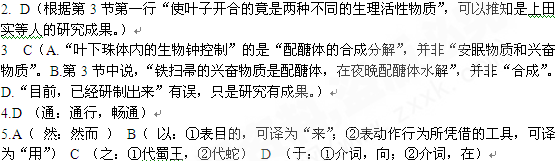 2. D（根据第 3 节第一行“使叶子开合的竟是两种不同的生理活性物质”，可以推知是上田
实等人的研究成果。）
3 C（A.“叶下珠体内的生物钟控制”的是“配醣体的合成分解”，并非“安眠物质和兴奋
物质”。B.第 3 节中说，“铁扫帚的兴奋物质是配醣体，在夜晚配醣体水解”，并非“合成”。
D.“目前，已经研制出来”有误，只是研究有成果。）
4.D （通：通行，畅通）
5.A（ 然：然而 ） B（ 以：①表目的，可译为“来”；②表动作行为所凭借的工具，可译
为“用”） C （之：①代蜀王，②代蛇） D （于：①介词，向；②介词，在）